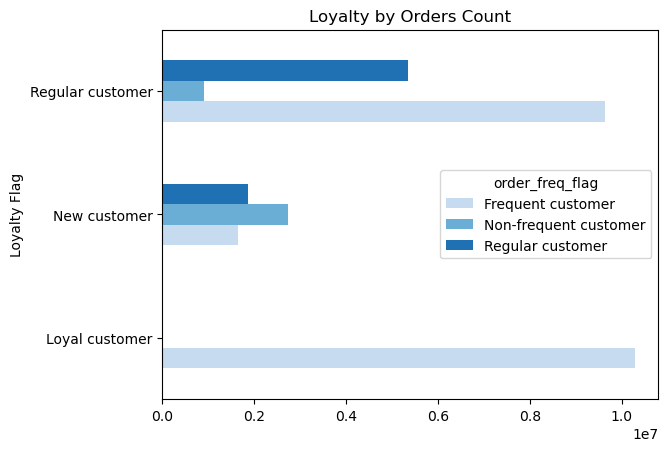 Loyalty by Orders Count
Loyalty Flag
Regular customer
New customer
Loyal customer
order_freq_flag
Frequent customer
Non-frequent customer
Regular customer
0.0 0.2 0.4 0.6 0.8 1.0
1e7